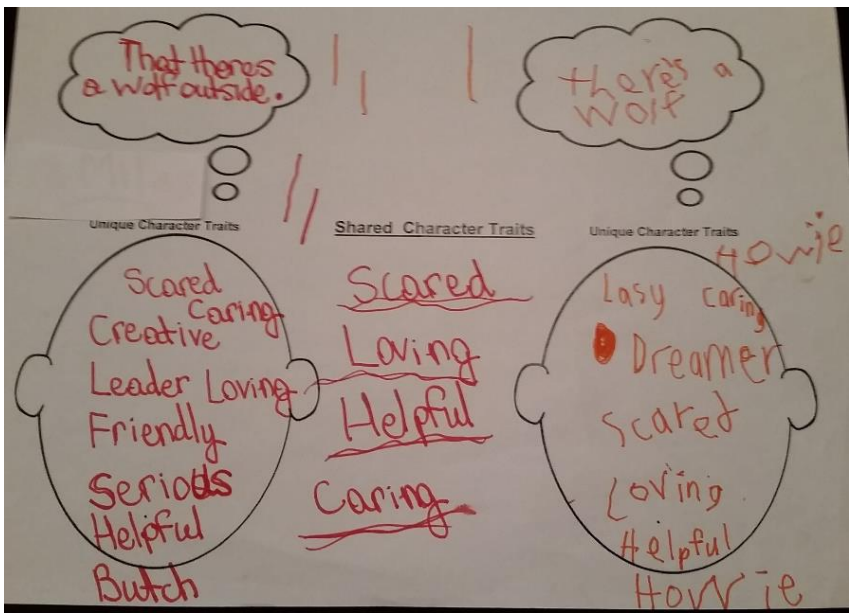 That theres
a wolf outside.
there's a
wolf
Unique Character Traits
Scared
Caring
Creative
Leader Loving
Friendly
Serious
Helpful
Butch
Shared Character Traits
Scared
Loving
Helpful
Caring
Unique Character Traits
Howie
Lasy caring
Dreamer
Scared
Loving
Helpful
Howie